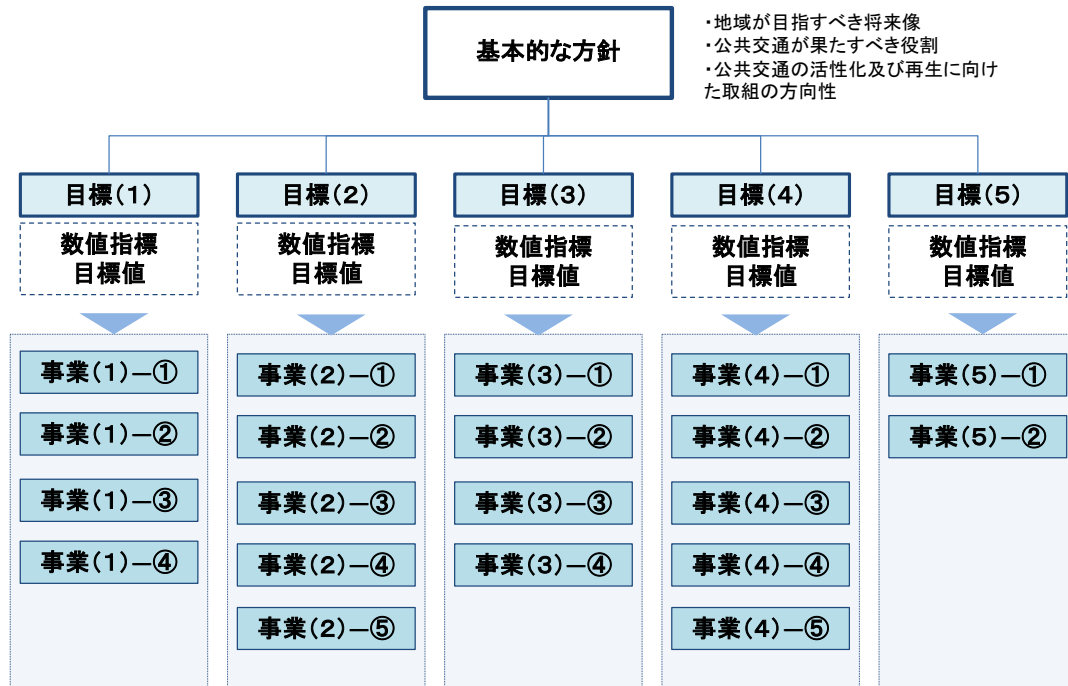 基本的な方針
・地域が目指すべき将来像
・公共交通が果たすべき役割
・公共交通の活性化及び再生に向け
た取組の方向性
目標(1)
数値指標
目標値
事業(1)―①
事業(1)―②
事業(1)―③
事業(1)―④
目標(2)
数値指標
目標値
事業(2)―①
事業(2)―②
事業(2)―③
事業(2)―④
事業(2)―⑤
目標(3)
数値指標
目標値
事業(3)―①
事業(3)―②
事業(3)―③
事業(3)―④
目標(4)
数値指標
目標値
事業(4)―①
事業(4)―②
事業(4)―③
事業(4)―④
事業(4)―⑤
目標(5)
数値指標
目標値
事業(5)―①
事業(5)―②